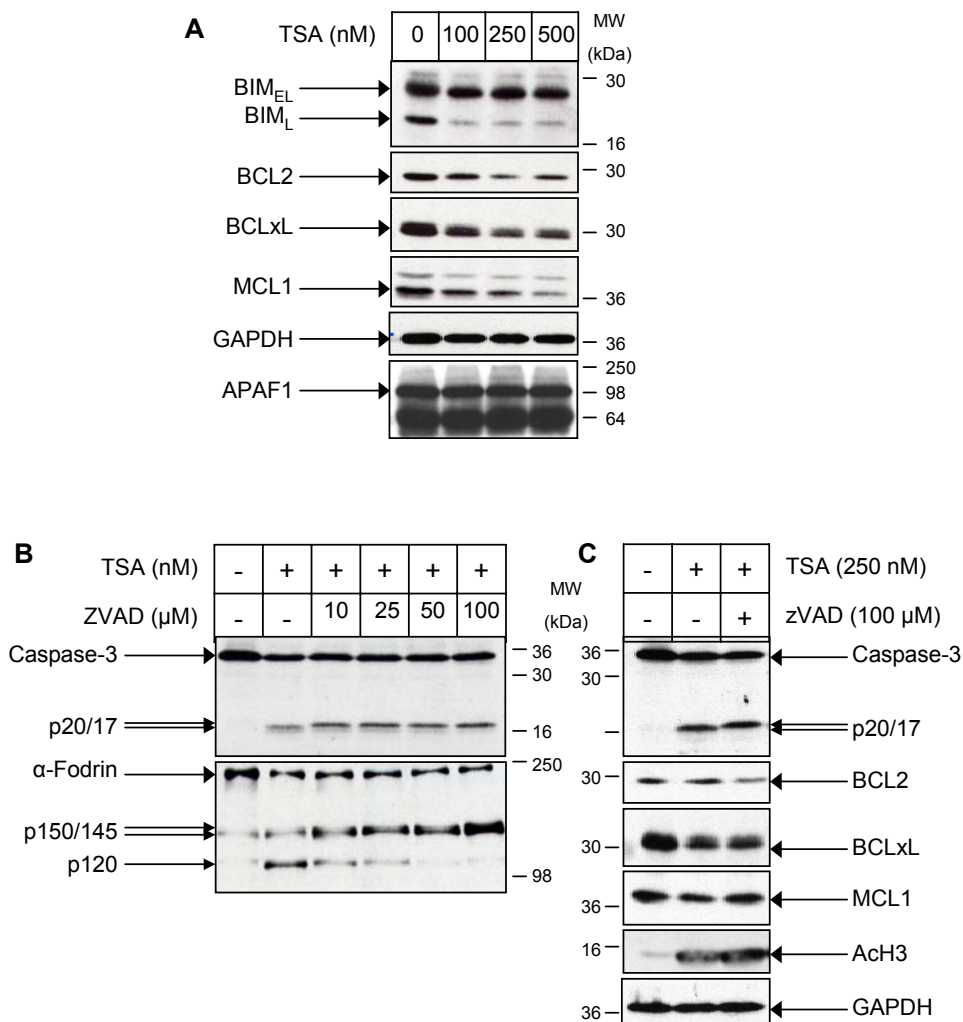 A
TSA (nM) 0 100 250 500 MW (kDa)
BIM_EL 30
BIM_L
16
BCL2 30
BCLxL 30
MCL1
36
GAPDH 36
250
APAF1 98
64
B
TSA (nM) - + + + + +
ZVAD (µM) - - 10 25 50 100
MW (kDa)
Caspase-3 36
30
p20/17 16
α-Fodrin 250
p150/145
p120
98
C
- + + TSA (250 nM)
- - + zVAD (100 µM)
36 Caspase-3
30
p20/17
30 BCL2
30 BCLxL
36 MCL1
16 AcH3
36 GAPDH